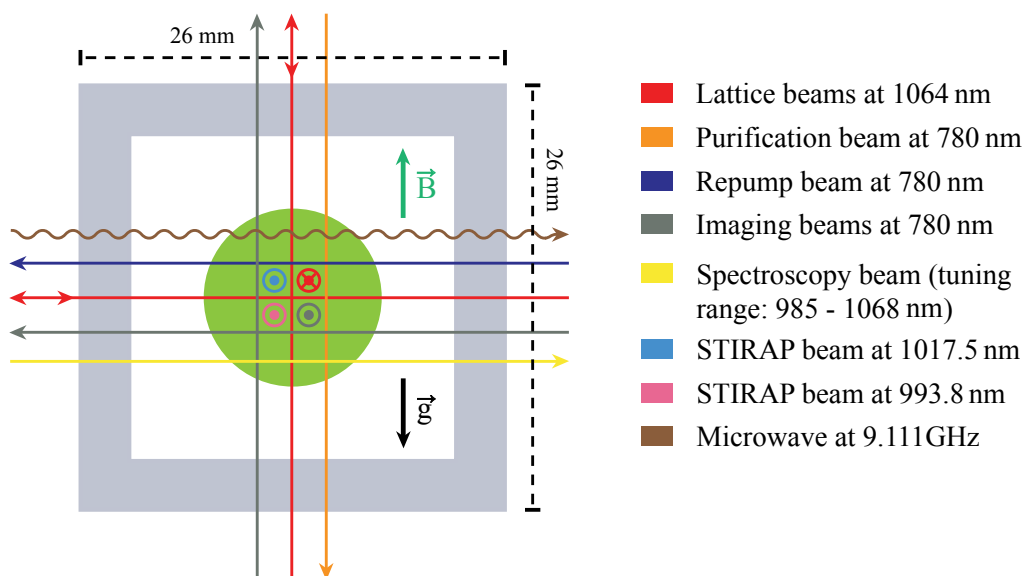 26 mm
26 mm
B
g
Lattice beams at 1064 nm
Purification beam at 780 nm
Repump beam at 780 nm
Imaging beams at 780 nm
Spectroscopy beam (tuning
range: 985 - 1068 nm)
STIRAP beam at 1017.5 nm
STIRAP beam at 993.8 nm
Microwave at 9.111GHz